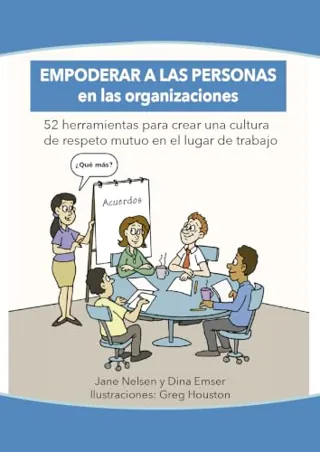 EMPODERAR A LAS PERSONAS
en las organizaciones
52 herramientas para crear una cultura
de respeto mutuo en el lugar de trabajo
¿Qué más?
Acuerdos
Jane Nelsen y Dina Emser
Ilustraciones: Greg Houston